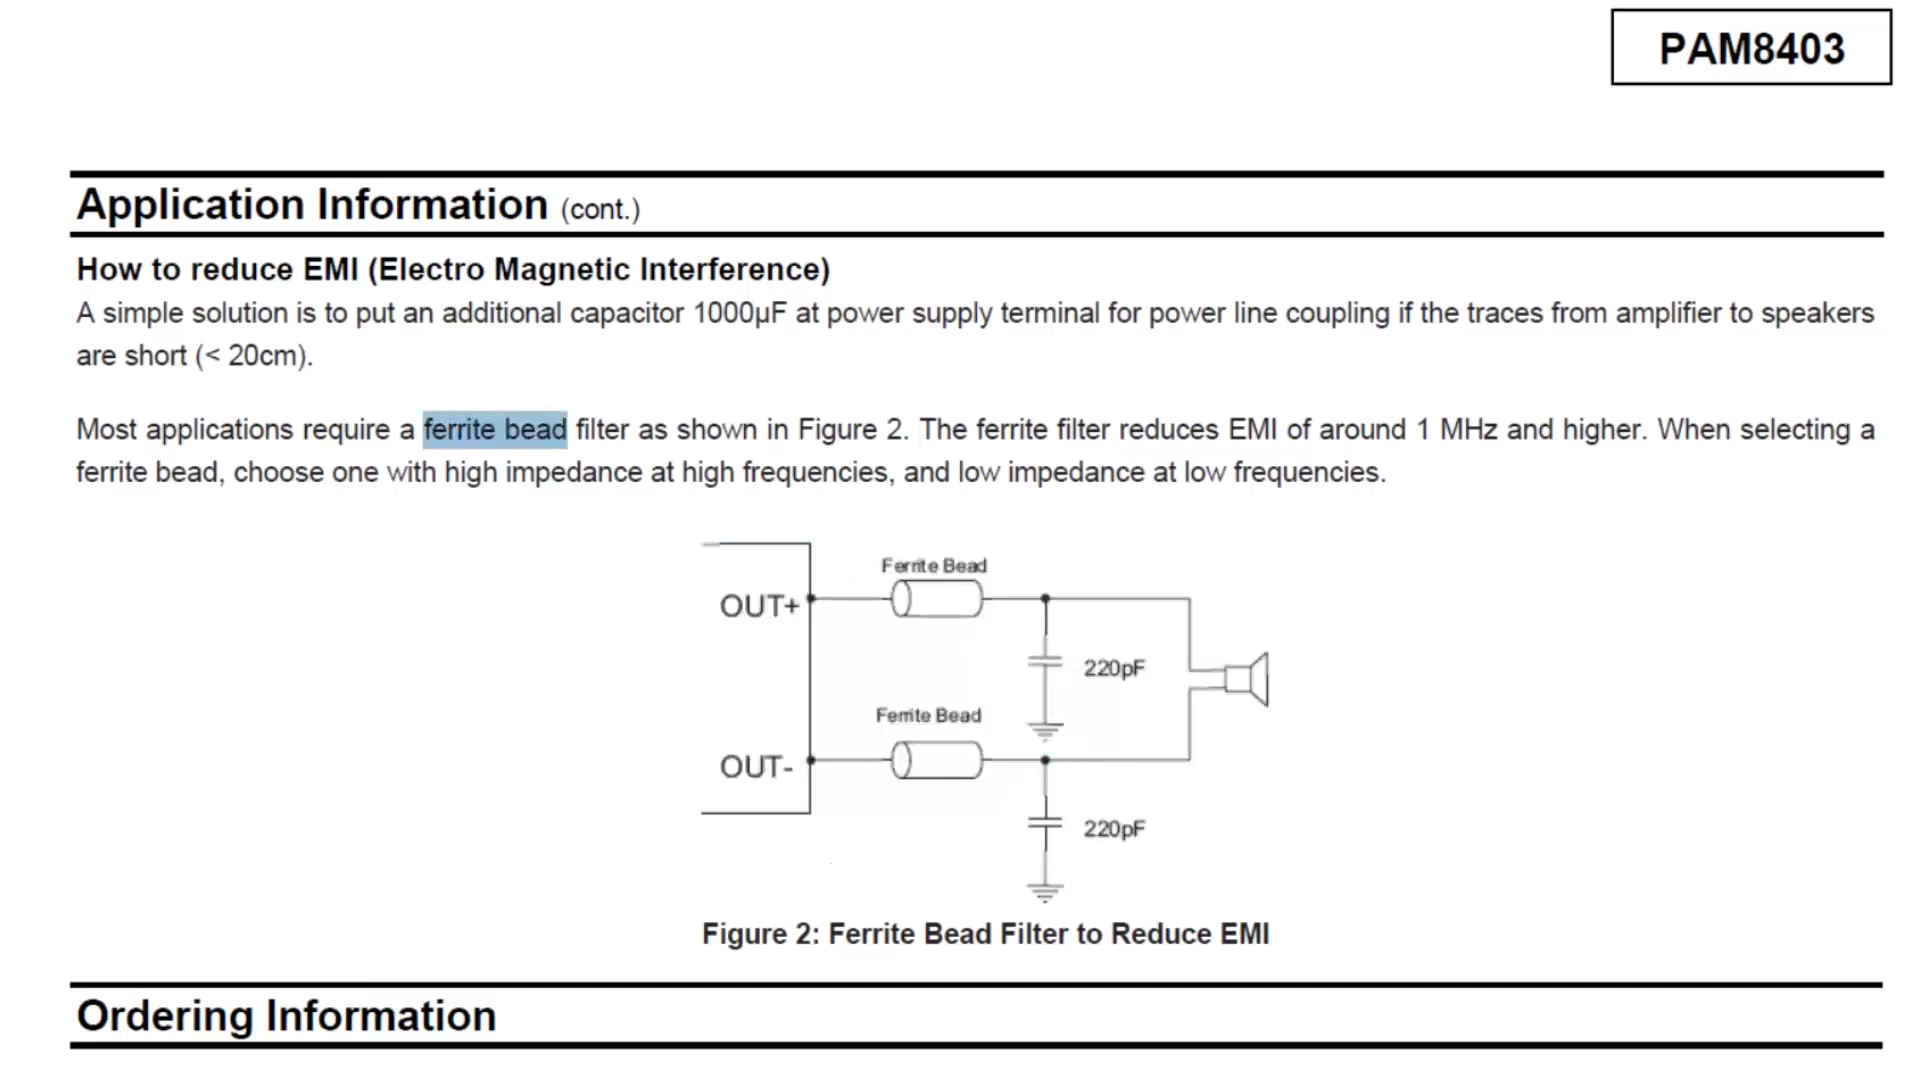 PAM8403
Application Information (cont.)
How to reduce EMI (Electro Magnetic Interference)
A simple solution is to put an additional capacitor 1000µF at power supply terminal for power line coupling if the traces from amplifier to speakers
are short (< 20cm).
Most applications require a ferrite bead filter as shown in Figure 2. The ferrite filter reduces EMI of around 1 MHz and higher. When selecting a
ferrite bead, choose one with high impedance at high frequencies, and low impedance at low frequencies.
Ferrite Bead
OUT+
220pF
Ferrite Bead
OUT-
220pF
Figure 2: Ferrite Bead Filter to Reduce EMI
Ordering Information